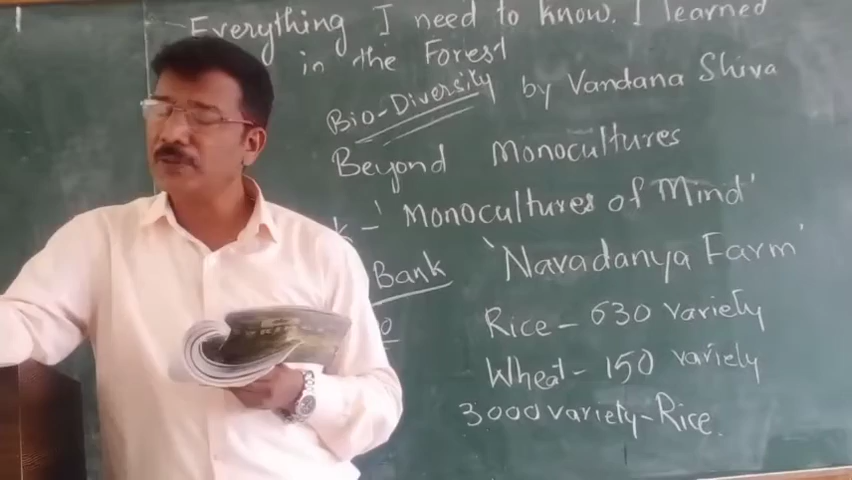 Everything I need to know. I learned
in the Forest
Bio-Diversity by Vandana Shiva
Beyond Monocultures
k - 'Monocultures of Mind'
Bank 'Navadanya Farm'
Rice - 630 variety
Wheat - 150 variety
3000 variety - Rice.